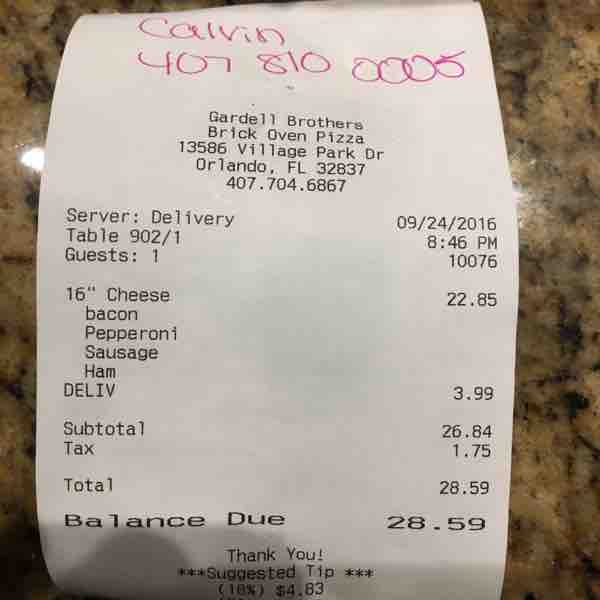 Calvin
407 810 0005
Gardell Brothers
Brick Oven Pizza
13586 Village Park Dr
Orlando, FL 32837
407.704.6867
Server: Delivery 09/24/2016
Table 902/1 8:46 PM
Guests: 1 10076
16" Cheese 22.85
bacon
Pepperoni
Sausage
Ham
DELIV 3.99
Subtotal 26.84
Tax 1.75
Total 28.59
Balance Due 28.59
Thank You!
***Suggested Tip ***
(18%) $4.83